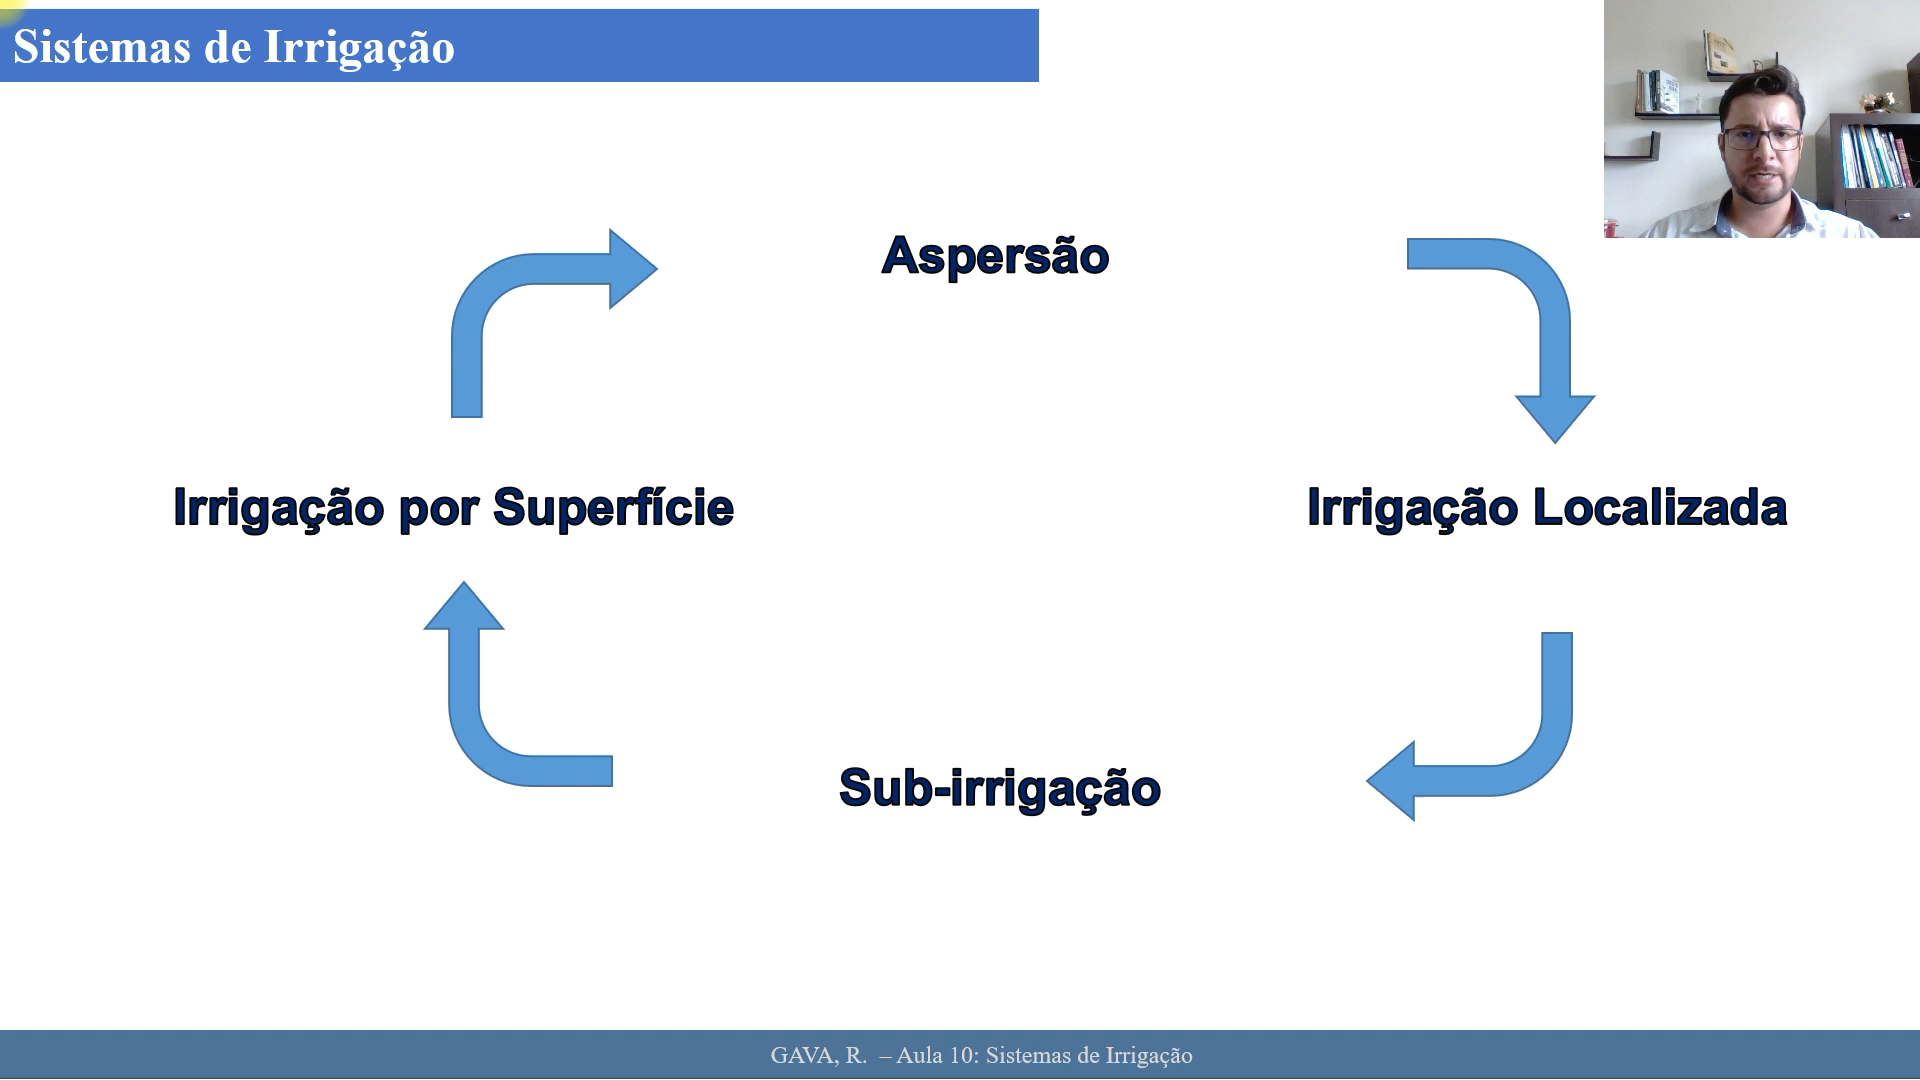 Sistemas de Irrigação
Aspersão
Irrigação por Superfície
Irrigação Localizada
Sub-irrigação
GAVA, R. – Aula 10: Sistemas de Irrigação